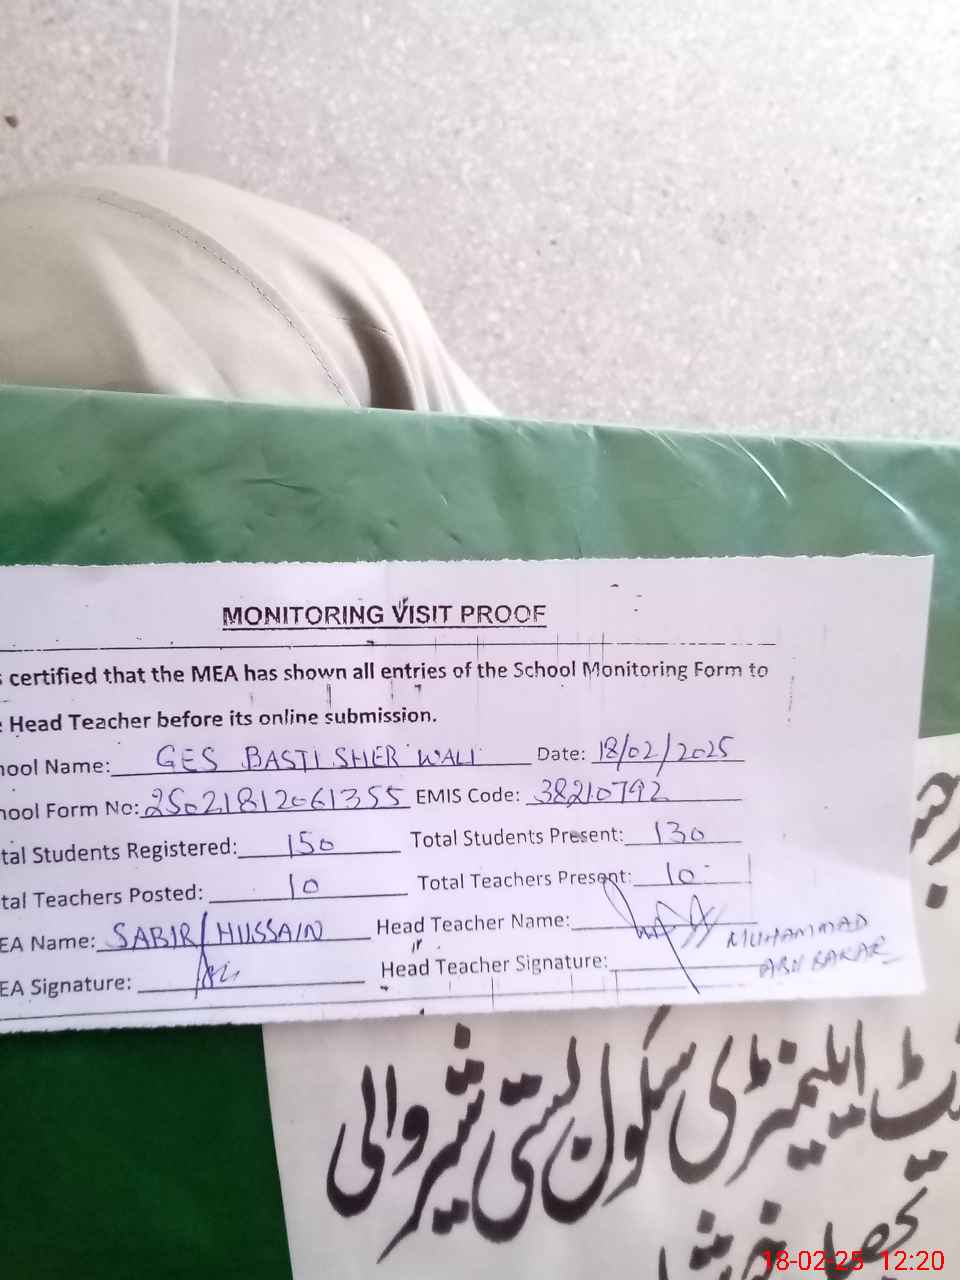 MONITORING VISIT PROOF
s certified that the MEA has shown all entries of the School Monitoring Form to
e Head Teacher before its online submission.
hool Name: GES BASTI SHER WALI Date: 18/02/2025
hool Form No: 25021812061355 EMIS Code: 38210792
tal Students Registered: 150 Total Students Present: 130
tal Teachers Posted: 10 Total Teachers Present: 10
EA Name: SABIR HUSSAIN Head Teacher Name: MUHAMMAD
ABU BAKAR
EA Signature: Head Teacher Signature:
ایلیمنٹری سکول بستی شیر والی
تحصیل
18-02-25 12:20